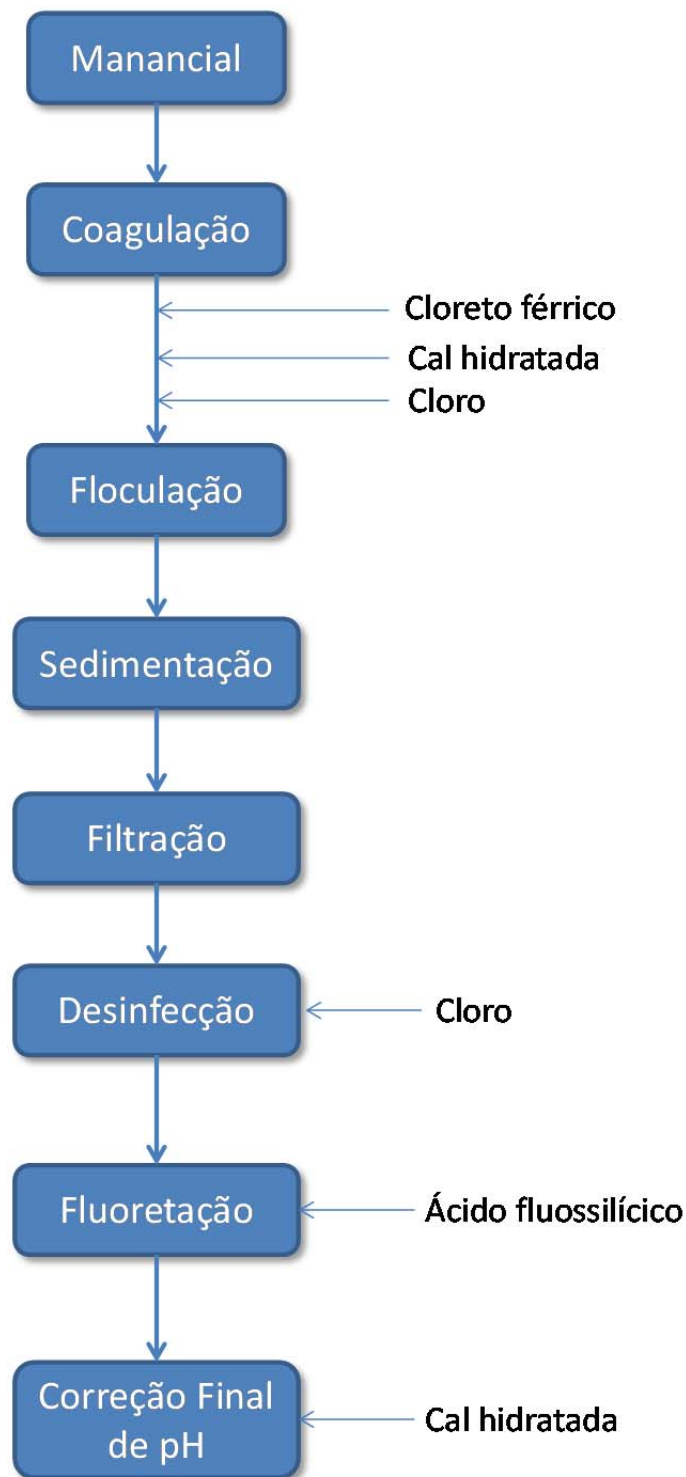 Manancial
Coagulação
Cloreto férrico
Cal hidratada
Cloro
Floculação
Sedimentação
Filtração
Desinfecção
Cloro
Fluoretação
Ácido fluossilícico
Correção Final
de pH
Cal hidratada